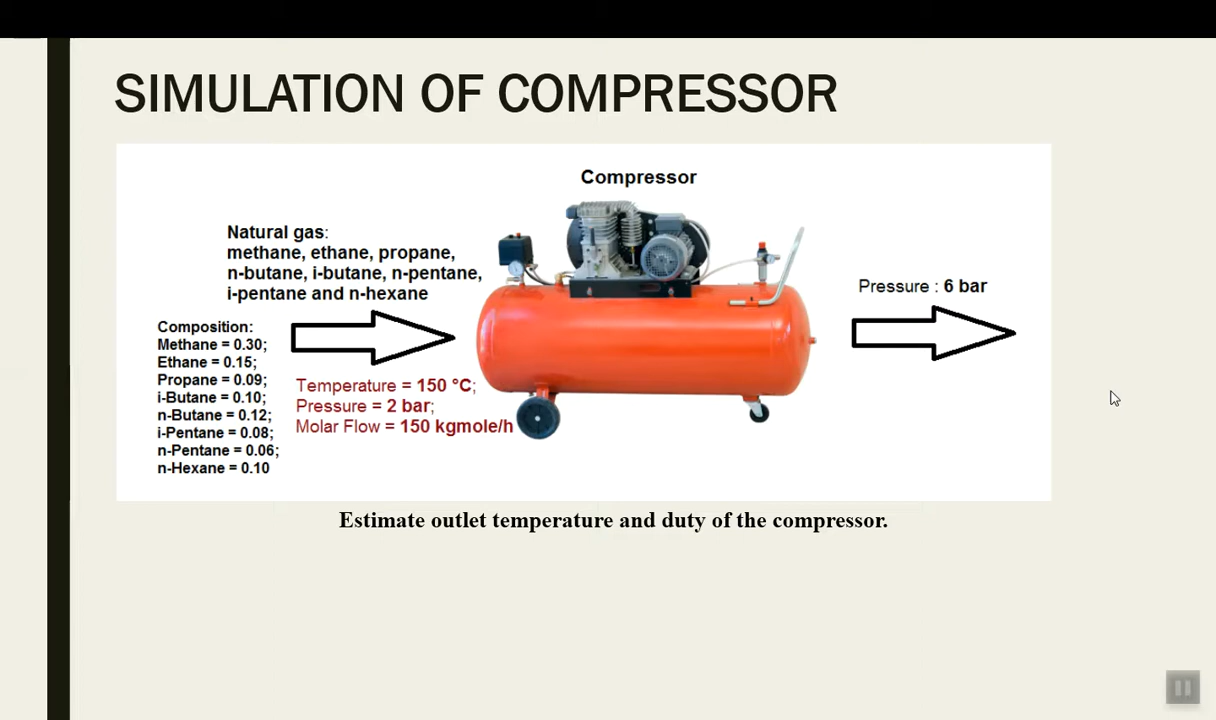 SIMULATION OF COMPRESSOR
Compressor
Natural gas:
methane, ethane, propane,
n-butane, i-butane, n-pentane,
i-pentane and n-hexane
Composition:
Methane = 0.30;
Ethane = 0.15;
Propane = 0.09;
i-Butane = 0.10;
n-Butane = 0.12;
i-Pentane = 0.08;
n-Pentane = 0.06;
n-Hexane = 0.10
Temperature = 150 °C;
Pressure = 2 bar;
Molar Flow = 150 kgmole/h
Pressure : 6 bar
Estimate outlet temperature and duty of the compressor.